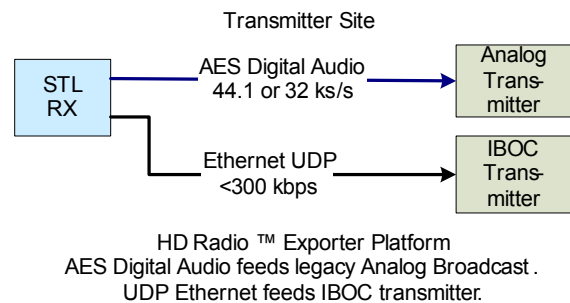 Transmitter Site
STL
RX
AES Digital Audio
44.1 or 32 ks/s
Analog
Trans-
mitter
Ethernet UDP
<300 kbps
IBOC
Trans-
mitter
HD Radio ™ Exporter Platform
AES Digital Audio feeds legacy Analog Broadcast .
UDP Ethernet feeds IBOC transmitter.